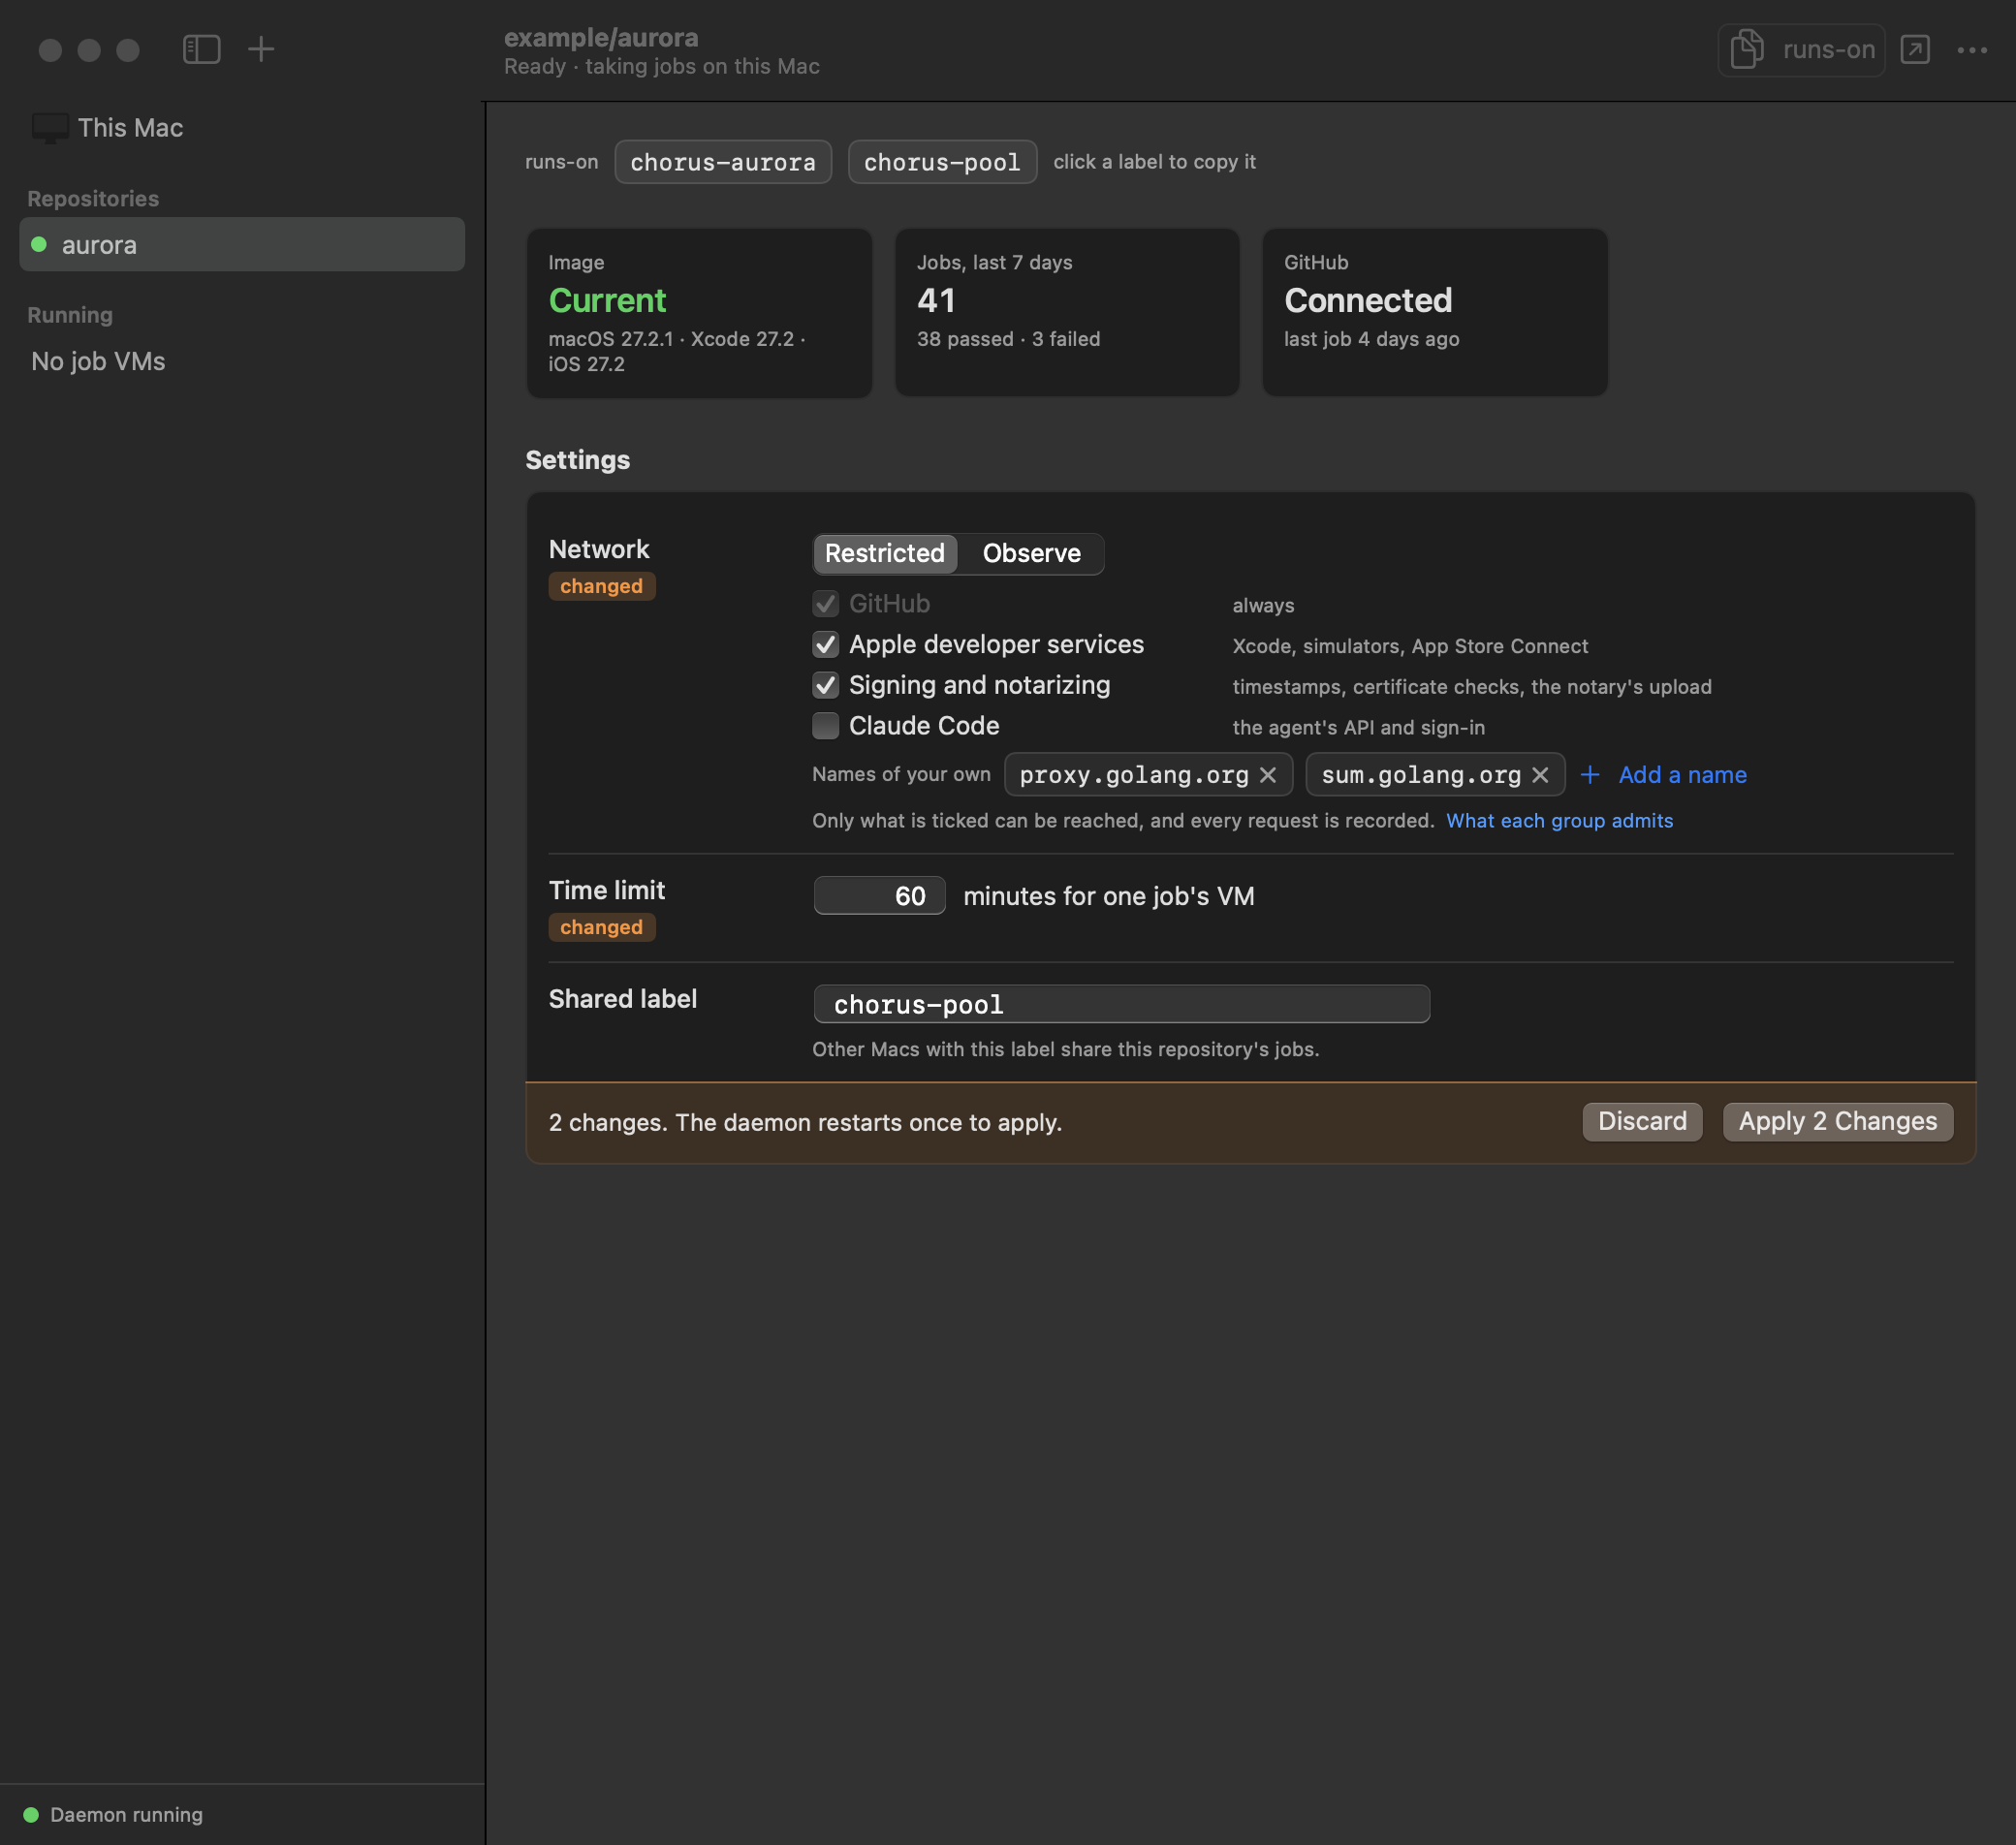 example/aurora
Ready · taking jobs on this Mac
runs-on
This Mac
Repositories
aurora
Running
No job VMs
runs-on chorus-aurora chorus-pool click a label to copy it
Image
Current
macOS 27.2.1 · Xcode 27.2 ·
iOS 27.2
Jobs, last 7 days
41
38 passed · 3 failed
GitHub
Connected
last job 4 days ago
Settings
Network
changed
Restricted Observe
GitHub always
Apple developer services Xcode, simulators, App Store Connect
Signing and notarizing timestamps, certificate checks, the notary's upload
Claude Code the agent's API and sign-in
Names of your own proxy.golang.org sum.golang.org Add a name
Only what is ticked can be reached, and every request is recorded. What each group admits
Time limit
changed
60 minutes for one job's VM
Shared label
chorus-pool
Other Macs with this label share this repository's jobs.
2 changes. The daemon restarts once to apply. Discard Apply 2 Changes
Daemon running